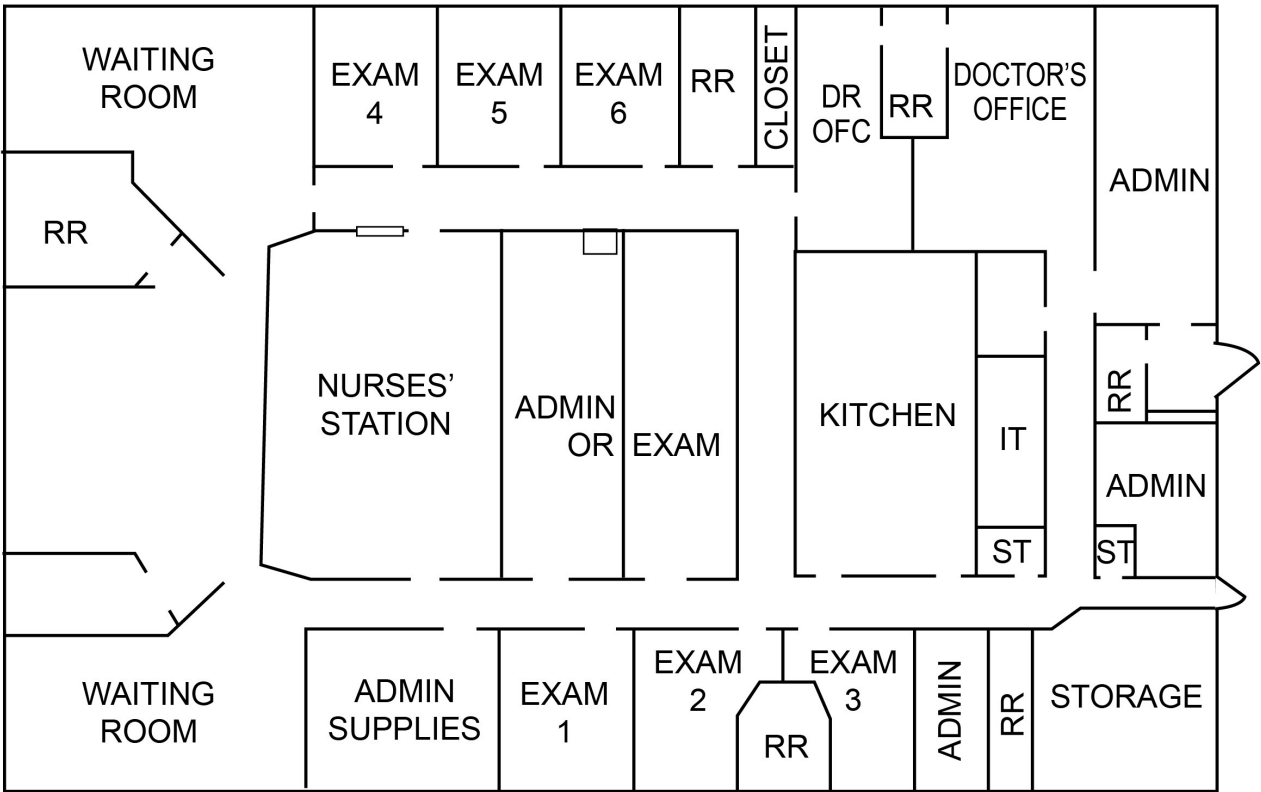 WAITING
ROOM
EXAM
4
EXAM
5
EXAM
6
RR
CLOSET
DR
OFC
RR
DOCTOR'S
OFFICE
ADMIN
RR
NURSES'
STATION
ADMIN
OR
EXAM
KITCHEN
IT
ST
RR
ADMIN
ST
WAITING
ROOM
ADMIN
SUPPLIES
EXAM
1
EXAM
2
RR
EXAM
3
ADMIN
RR
STORAGE